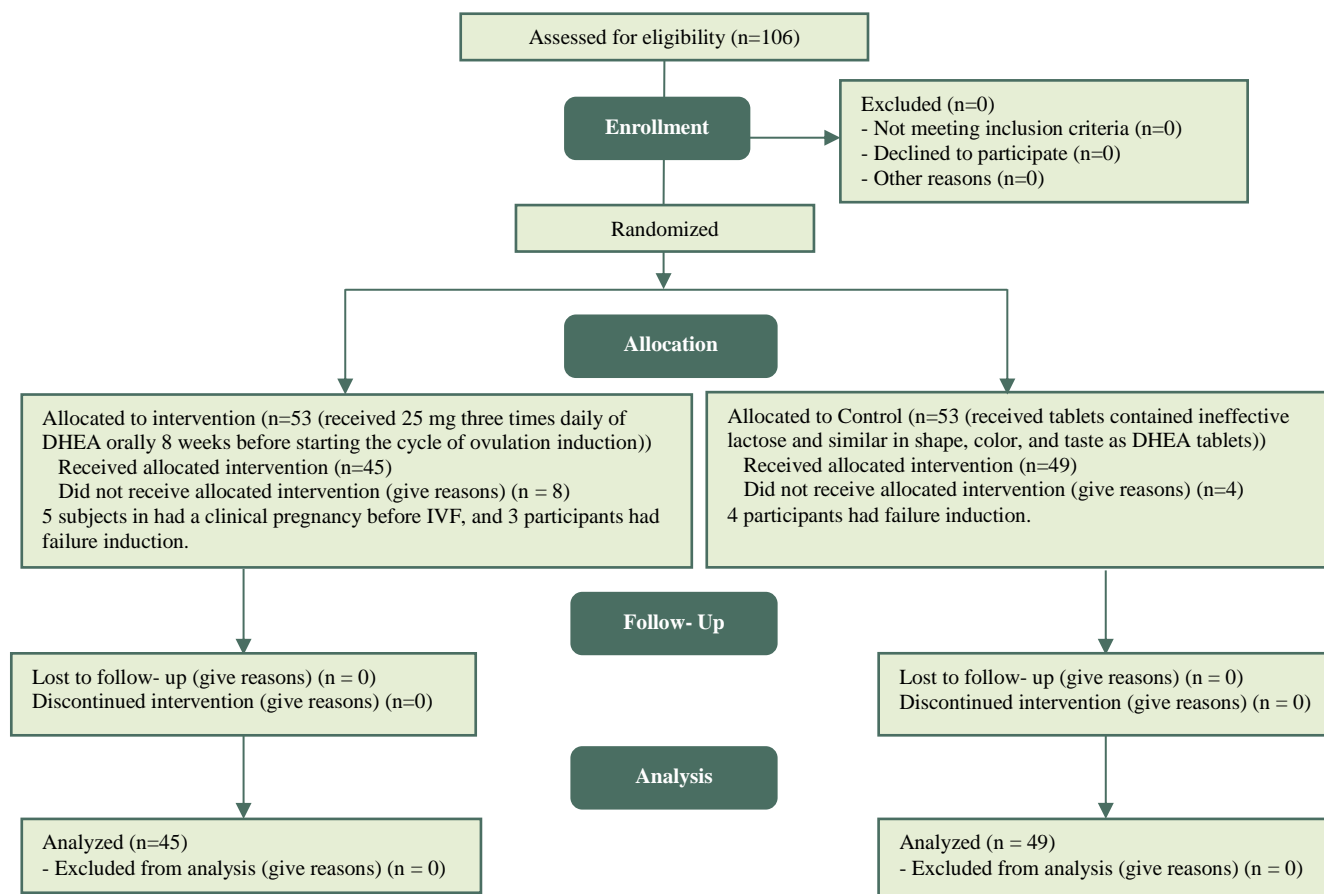 Assessed for eligibility (n=106)
Enrollment
Excluded (n=0)
- Not meeting inclusion criteria (n=0)
- Declined to participate (n=0)
- Other reasons (n=0)
Randomized
Allocation
Allocated to intervention (n=53 (received 25 mg three times daily of
DHEA orally 8 weeks before starting the cycle of ovulation induction))
Received allocated intervention (n=45)
Did not receive allocated intervention (give reasons) (n = 8)
5 subjects in had a clinical pregnancy before IVF, and 3 participants had
failure induction.
Allocated to Control (n=53 (received tablets contained ineffective
lactose and similar in shape, color, and taste as DHEA tablets))
Received allocated intervention (n=49)
Did not receive allocated intervention (give reasons) (n=4)
4 participants had failure induction.
Follow- Up
Lost to follow- up (give reasons) (n = 0)
Discontinued intervention (give reasons) (n=0)
Lost to follow- up (give reasons) (n = 0)
Discontinued intervention (give reasons) (n = 0)
Analysis
Analyzed (n=45)
- Excluded from analysis (give reasons) (n = 0)
Analyzed (n = 49)
- Excluded from analysis (give reasons) (n = 0)